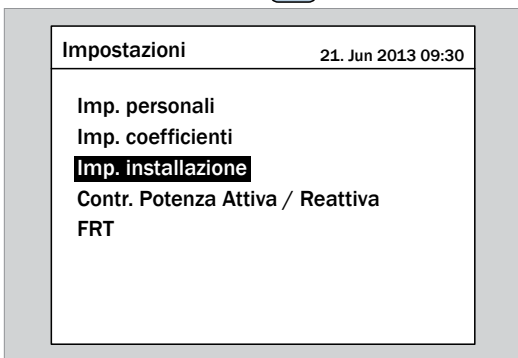 Impostazioni 21. Jun 2013 09:30
Imp. personali
Imp. coefficienti
Imp. installazione
Contr. Potenza Attiva / Reattiva
FRT